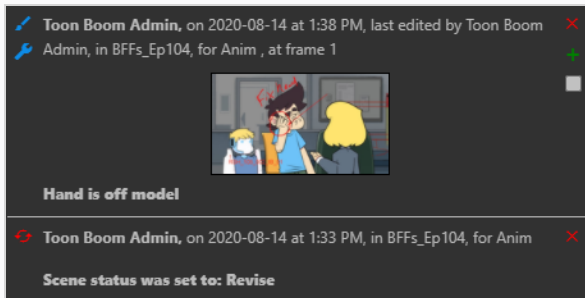 Toon Boom Admin, on 2020-08-14 at 1:38 PM, last edited by Toon Boom
Admin, in BFFs_Ep104, for Anim , at frame 1
Hand is off model
Toon Boom Admin, on 2020-08-14 at 1:33 PM, in BFFs_Ep104, for Anim
Scene status was set to: Revise